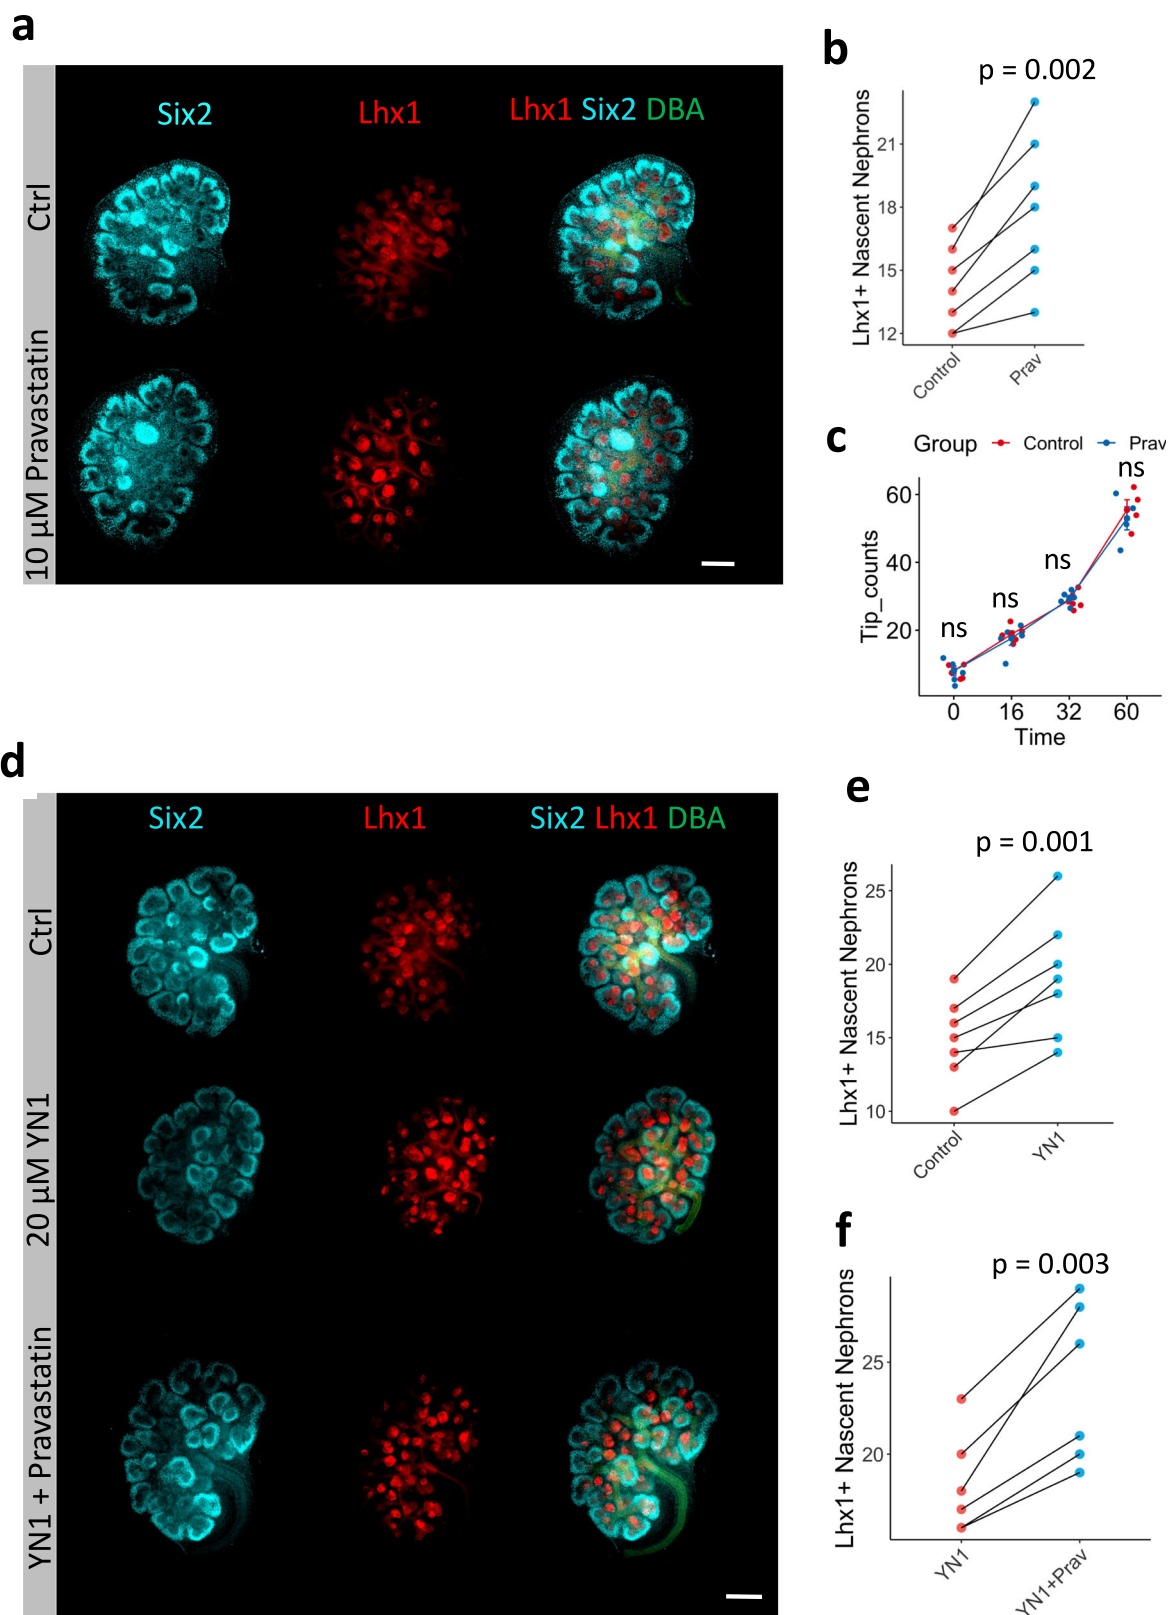 a
Six2
Lhx1
Lhx1 Six2 DBA
Ctrl
10 µM Pravastatin
b
p = 0.002
Lhx1+ Nascent Nephrons
21
18
15
12
Control
Prav
c
Group
Control
Prav
Tip_counts
60
40
20
ns
ns
ns
ns
0
16
32
60
Time
d
Six2
Lhx1
Six2 Lhx1 DBA
Ctrl
20 µM YN1
YN1 + Pravastatin
e
p = 0.001
Lhx1+ Nascent Nephrons
25
20
15
10
Control
YN1
f
p = 0.003
Lhx1+ Nascent Nephrons
25
20
YN1
YN1+Prav